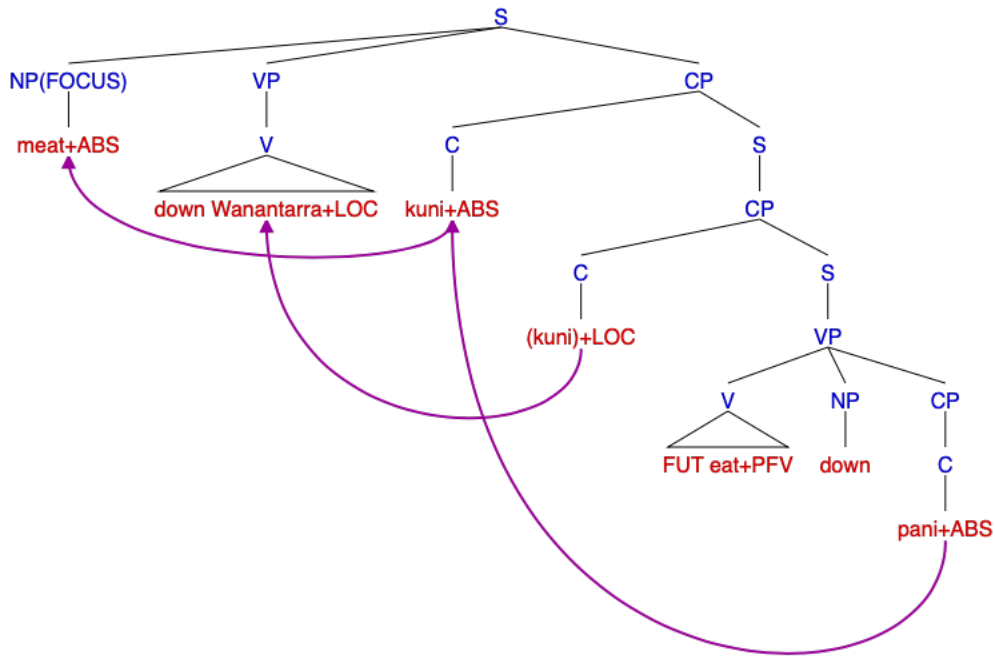 S
NP(FOCUS) VP CP
meat+ABS V C S
down Wanantarra+LOC kuni+ABS CP
C S
(kuni)+LOC VP
V NP CP
FUT eat+PFV down C
pani+ABS